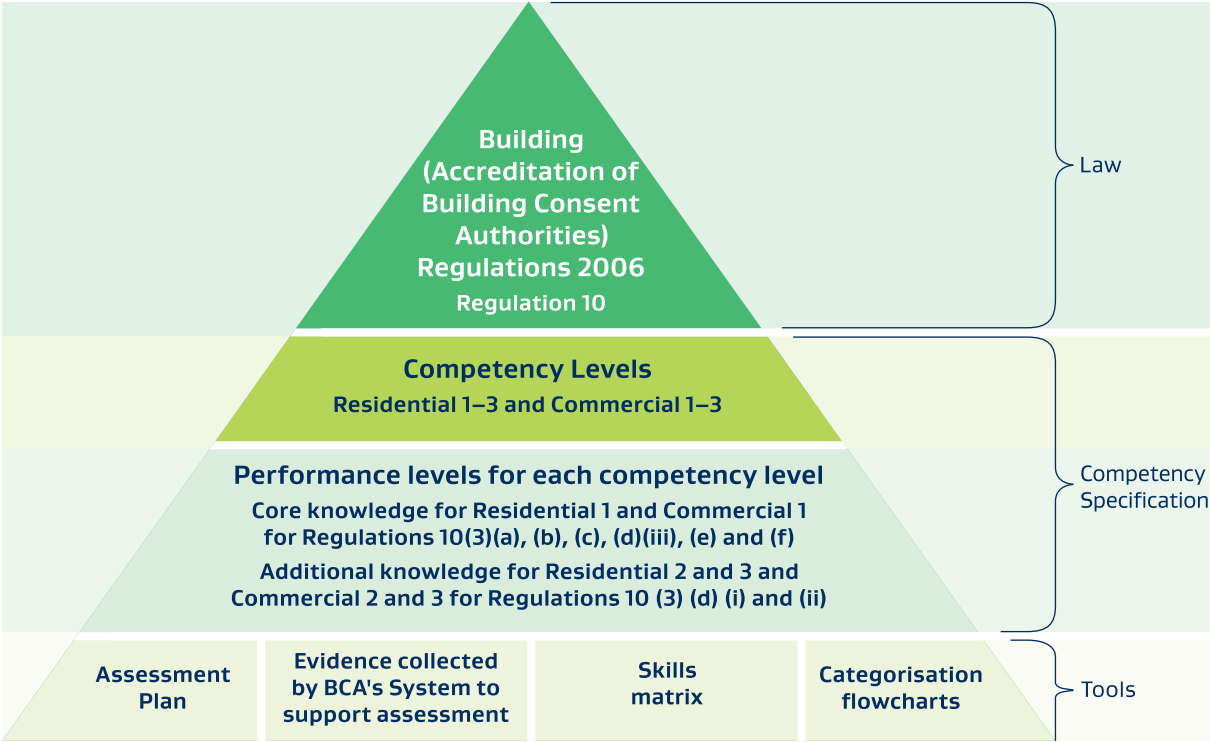 Building
(Accreditation of
Building Consent
Authorities)
Regulations 2006
Regulation 10
Law
Competency Levels
Residential 1–3 and Commercial 1–3
Performance levels for each competency level
Core knowledge for Residential 1 and Commercial 1
for Regulations 10(3)(a), (b), (c), (d)(iii), (e) and (f)
Additional knowledge for Residential 2 and 3 and
Commercial 2 and 3 for Regulations 10 (3) (d) (i) and (ii)
Competency
Specification
Assessment
Plan
Evidence collected
by BCA's System to
support assessment
Skills
matrix
Categorisation
flowcharts
Tools